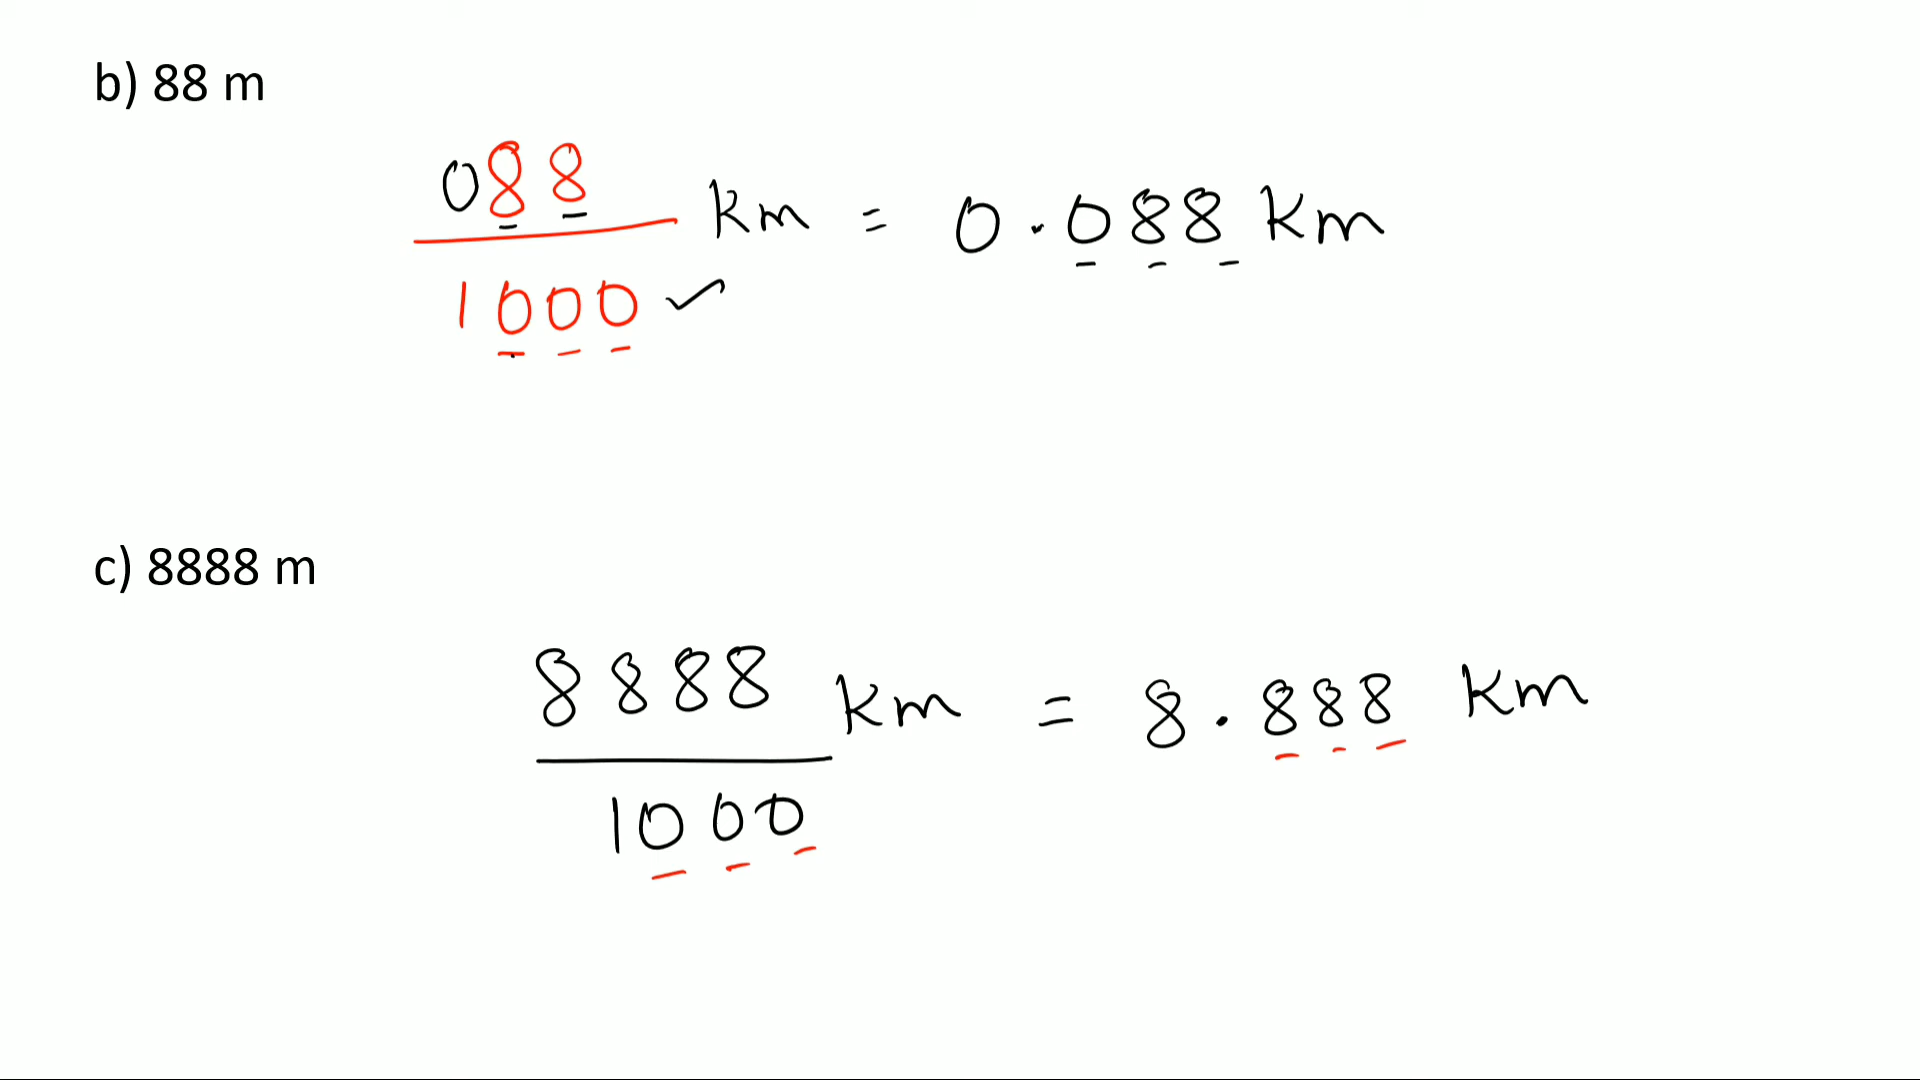 b) 88 m
088
km = 0.088 km
1000 ✓
c) 8888 m
8888
km = 8.888 km
1000